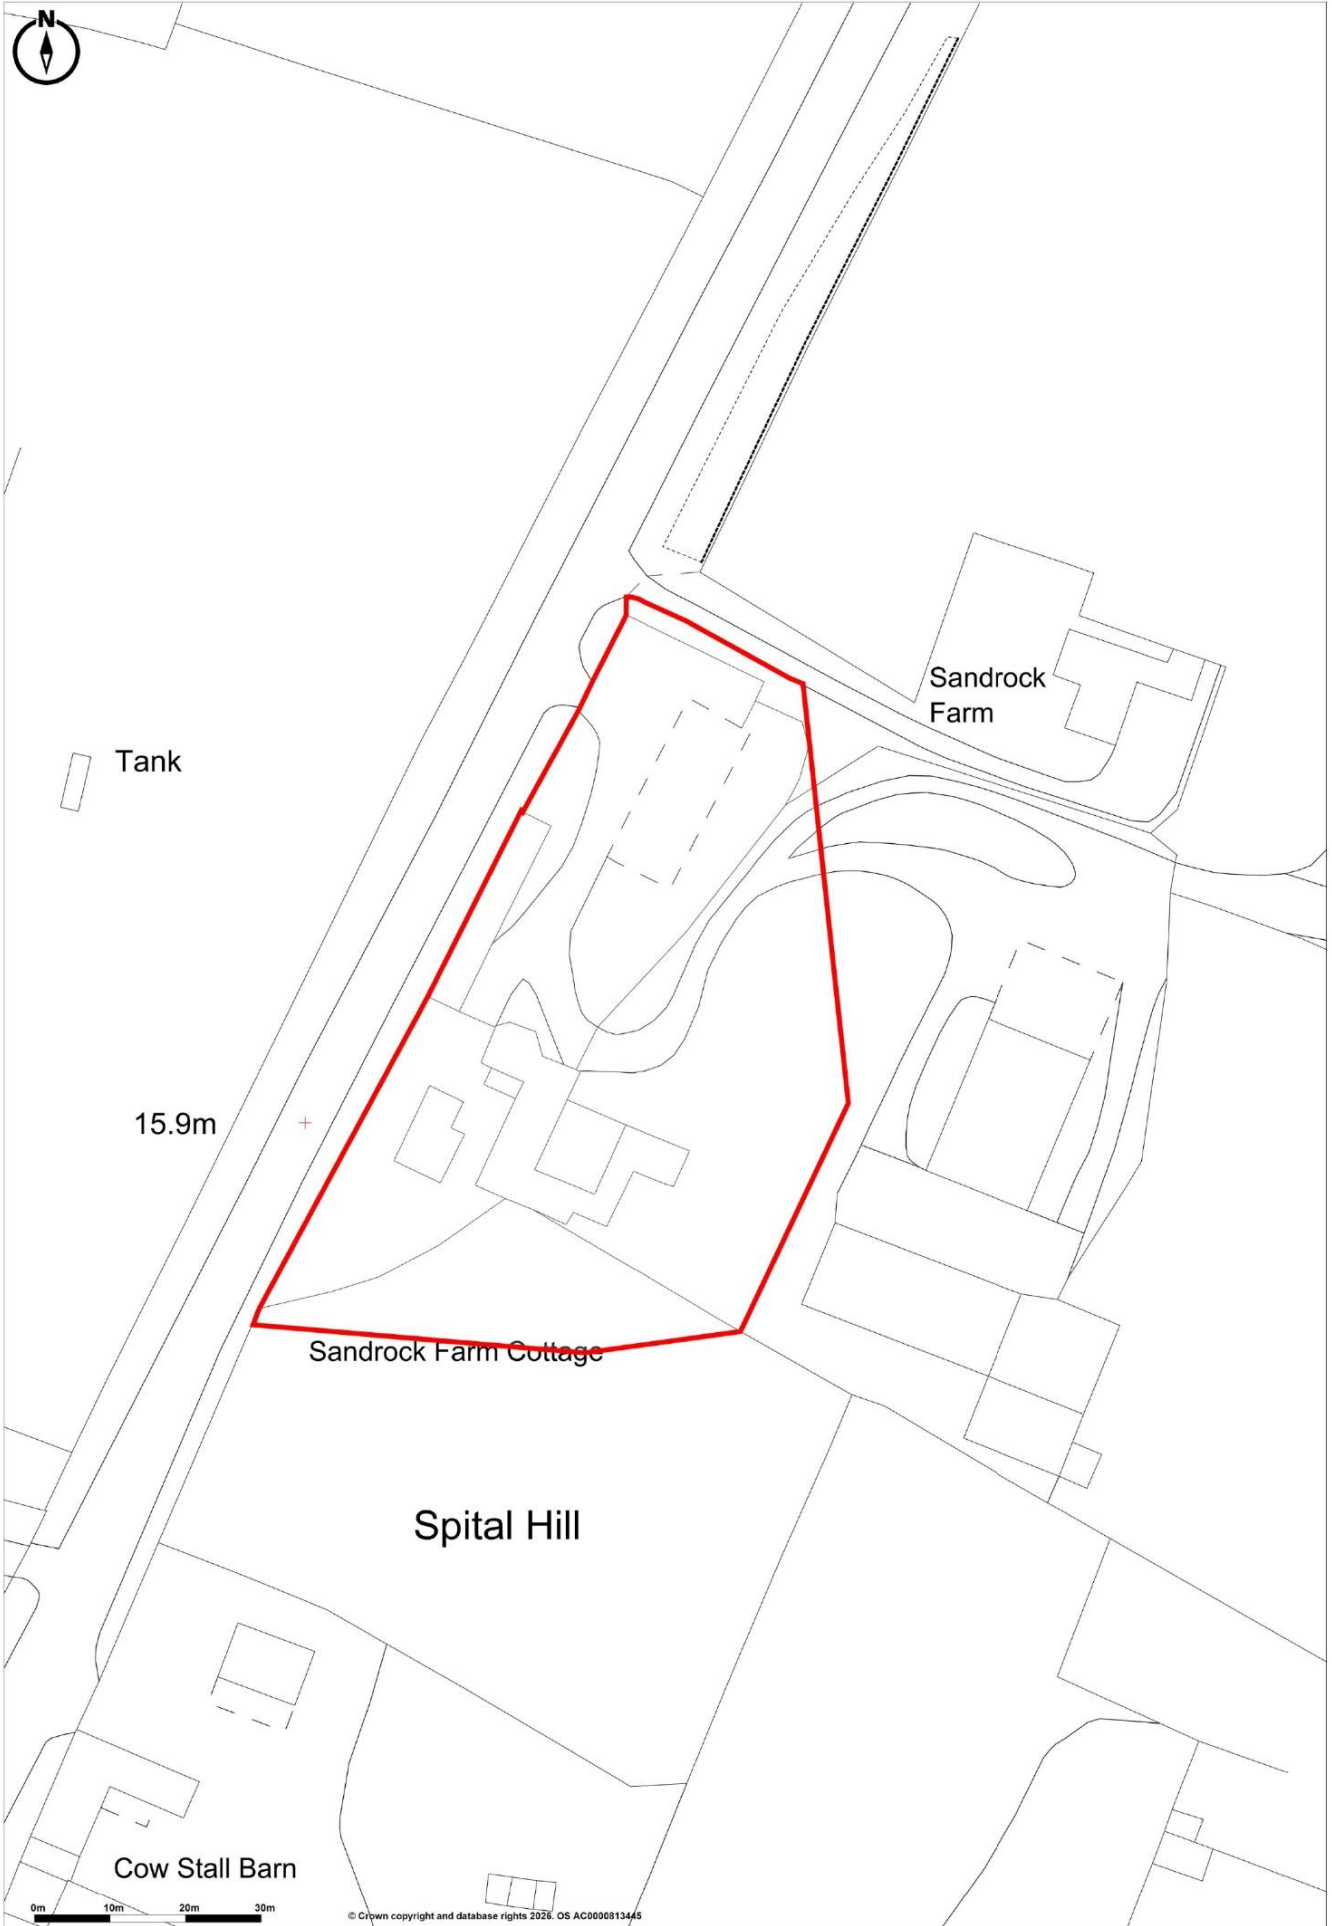 N
Sandrock
Farm
Tank
15.9m
Sandrock Farm Cottage
Spital Hill
Cow Stall Barn
0m 10m 20m 30m
© Crown copyright and database rights 2026. OS AC0000813445